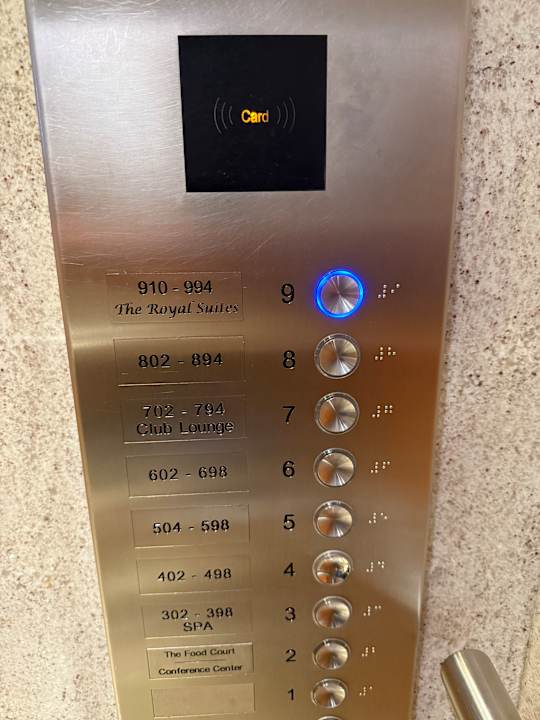 Card
910 - 994
The Royal Suites
9
802 - 894
8
702 - 794
Club Lounge
7
602 - 698
6
504 - 598
5
402 - 498
4
302 - 398
SPA
3
The Food Court
Conference Center
2
1